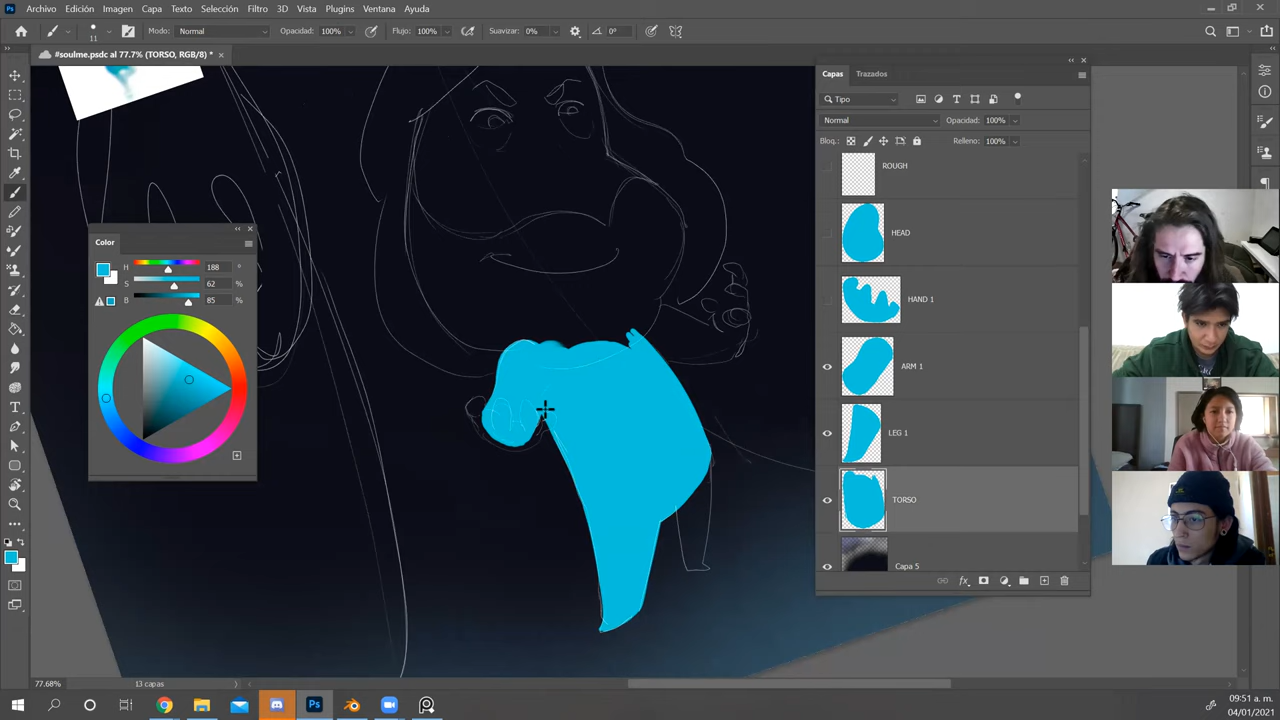 Archivo Edición Imagen Capa Texto Selección Filtro 3D Vista Plugins Ventana Ayuda
11 Modo: Normal Opacidad: 100% Flujo: 100% Suavizar: 0% 0°
#soulme.psdc al 77.7% (TORSO, RGB/8) * ×
Capas Trazados
Tipo
Normal Opacidad: 100%
Bloq.: Relleno: 100%
ROUGH
HEAD
HAND 1
ARM 1
LEG 1
TORSO
Capa 5
fx
Color
H 188 °
S 62 %
B 85 %
77.68% 13 capas
09:51 a. m.
04/01/2021